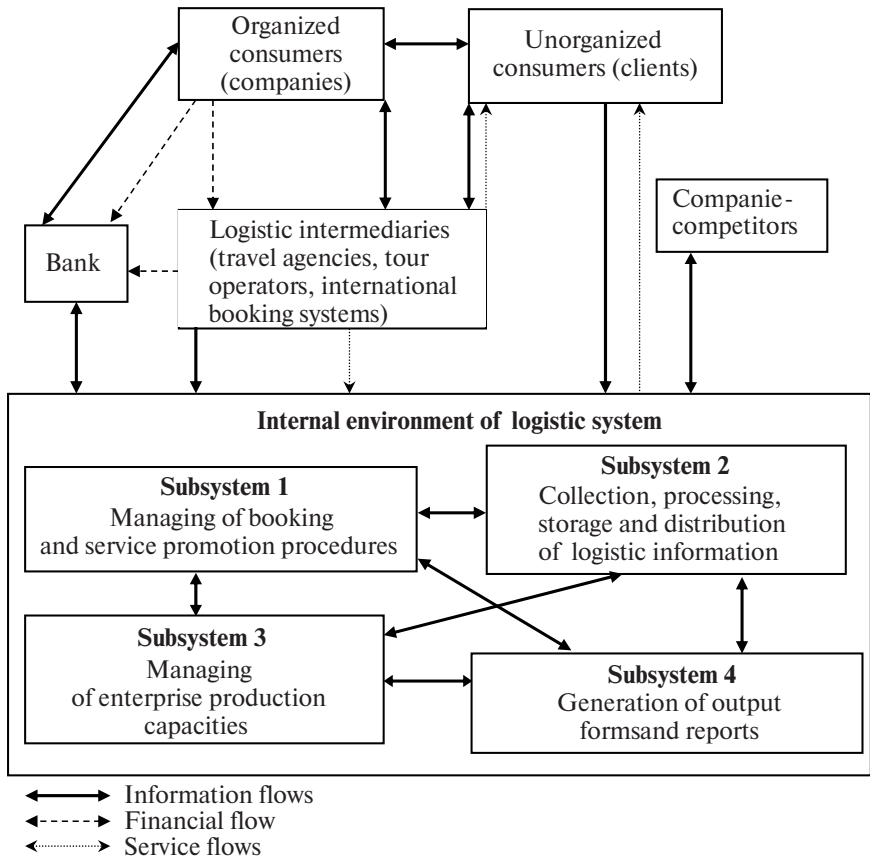 Organized
consumers
(companies)
Unorganized
consumers (clients)
Companie-
competitors
Bank
Logistic intermediaries
(travel agencies, tour
operators, international
booking systems)
Internal environment of logistic system
Subsystem 1
Managing of booking
and service promotion procedures
Subsystem 2
Collection, processing,
storage and distribution
of logistic information
Subsystem 3
Managing
of enterprise production
capacities
Subsystem 4
Generation of output
formsand reports
Information flows
Financial flow
Service flows